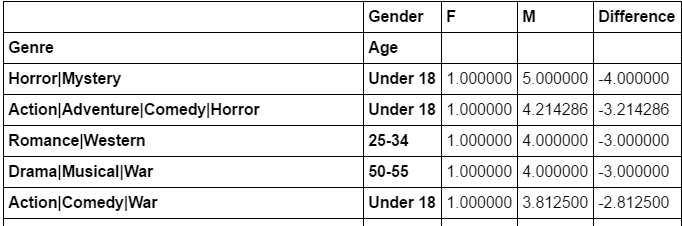 Gender F M Difference
Genre Age
Horror|Mystery Under 18 1.000000 5.000000 -4.000000
Action|Adventure|Comedy|Horror Under 18 1.000000 4.214286 -3.214286
Romance|Western 25-34 1.000000 4.000000 -3.000000
Drama|Musical|War 50-55 1.000000 4.000000 -3.000000
Action|Comedy|War Under 18 1.000000 3.812500 -2.812500